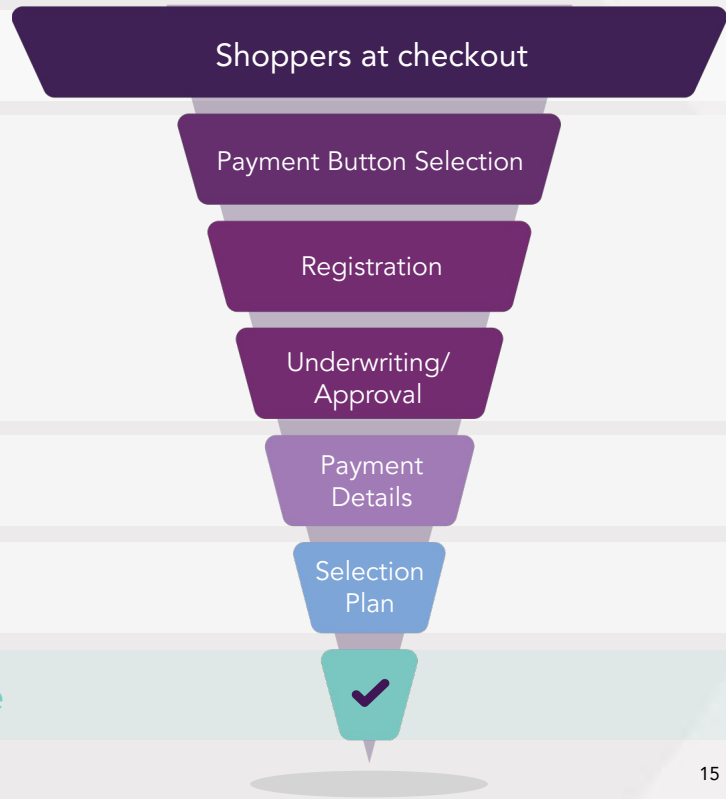 Shoppers at checkout
Payment Button Selection
Registration
Underwriting/
Approval
Payment
Details
Selection
Plan
15